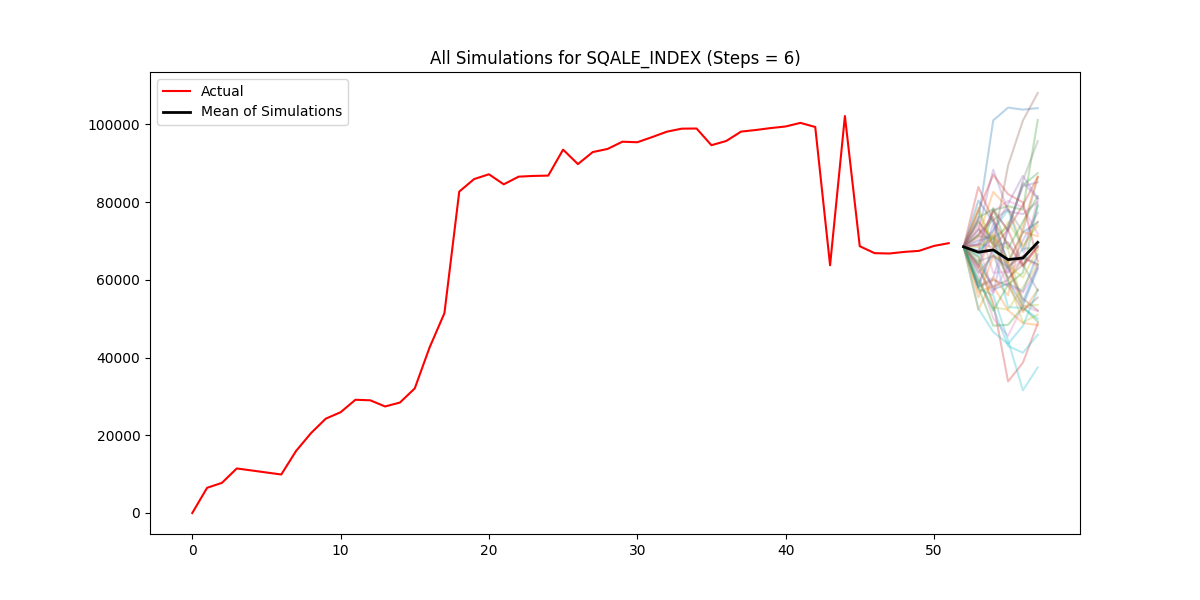 All Simulations for SQALE_INDEX (Steps = 6)
Actual
Mean of Simulations
100000
80000
60000
40000
20000
0
0 10 20 30 40 50